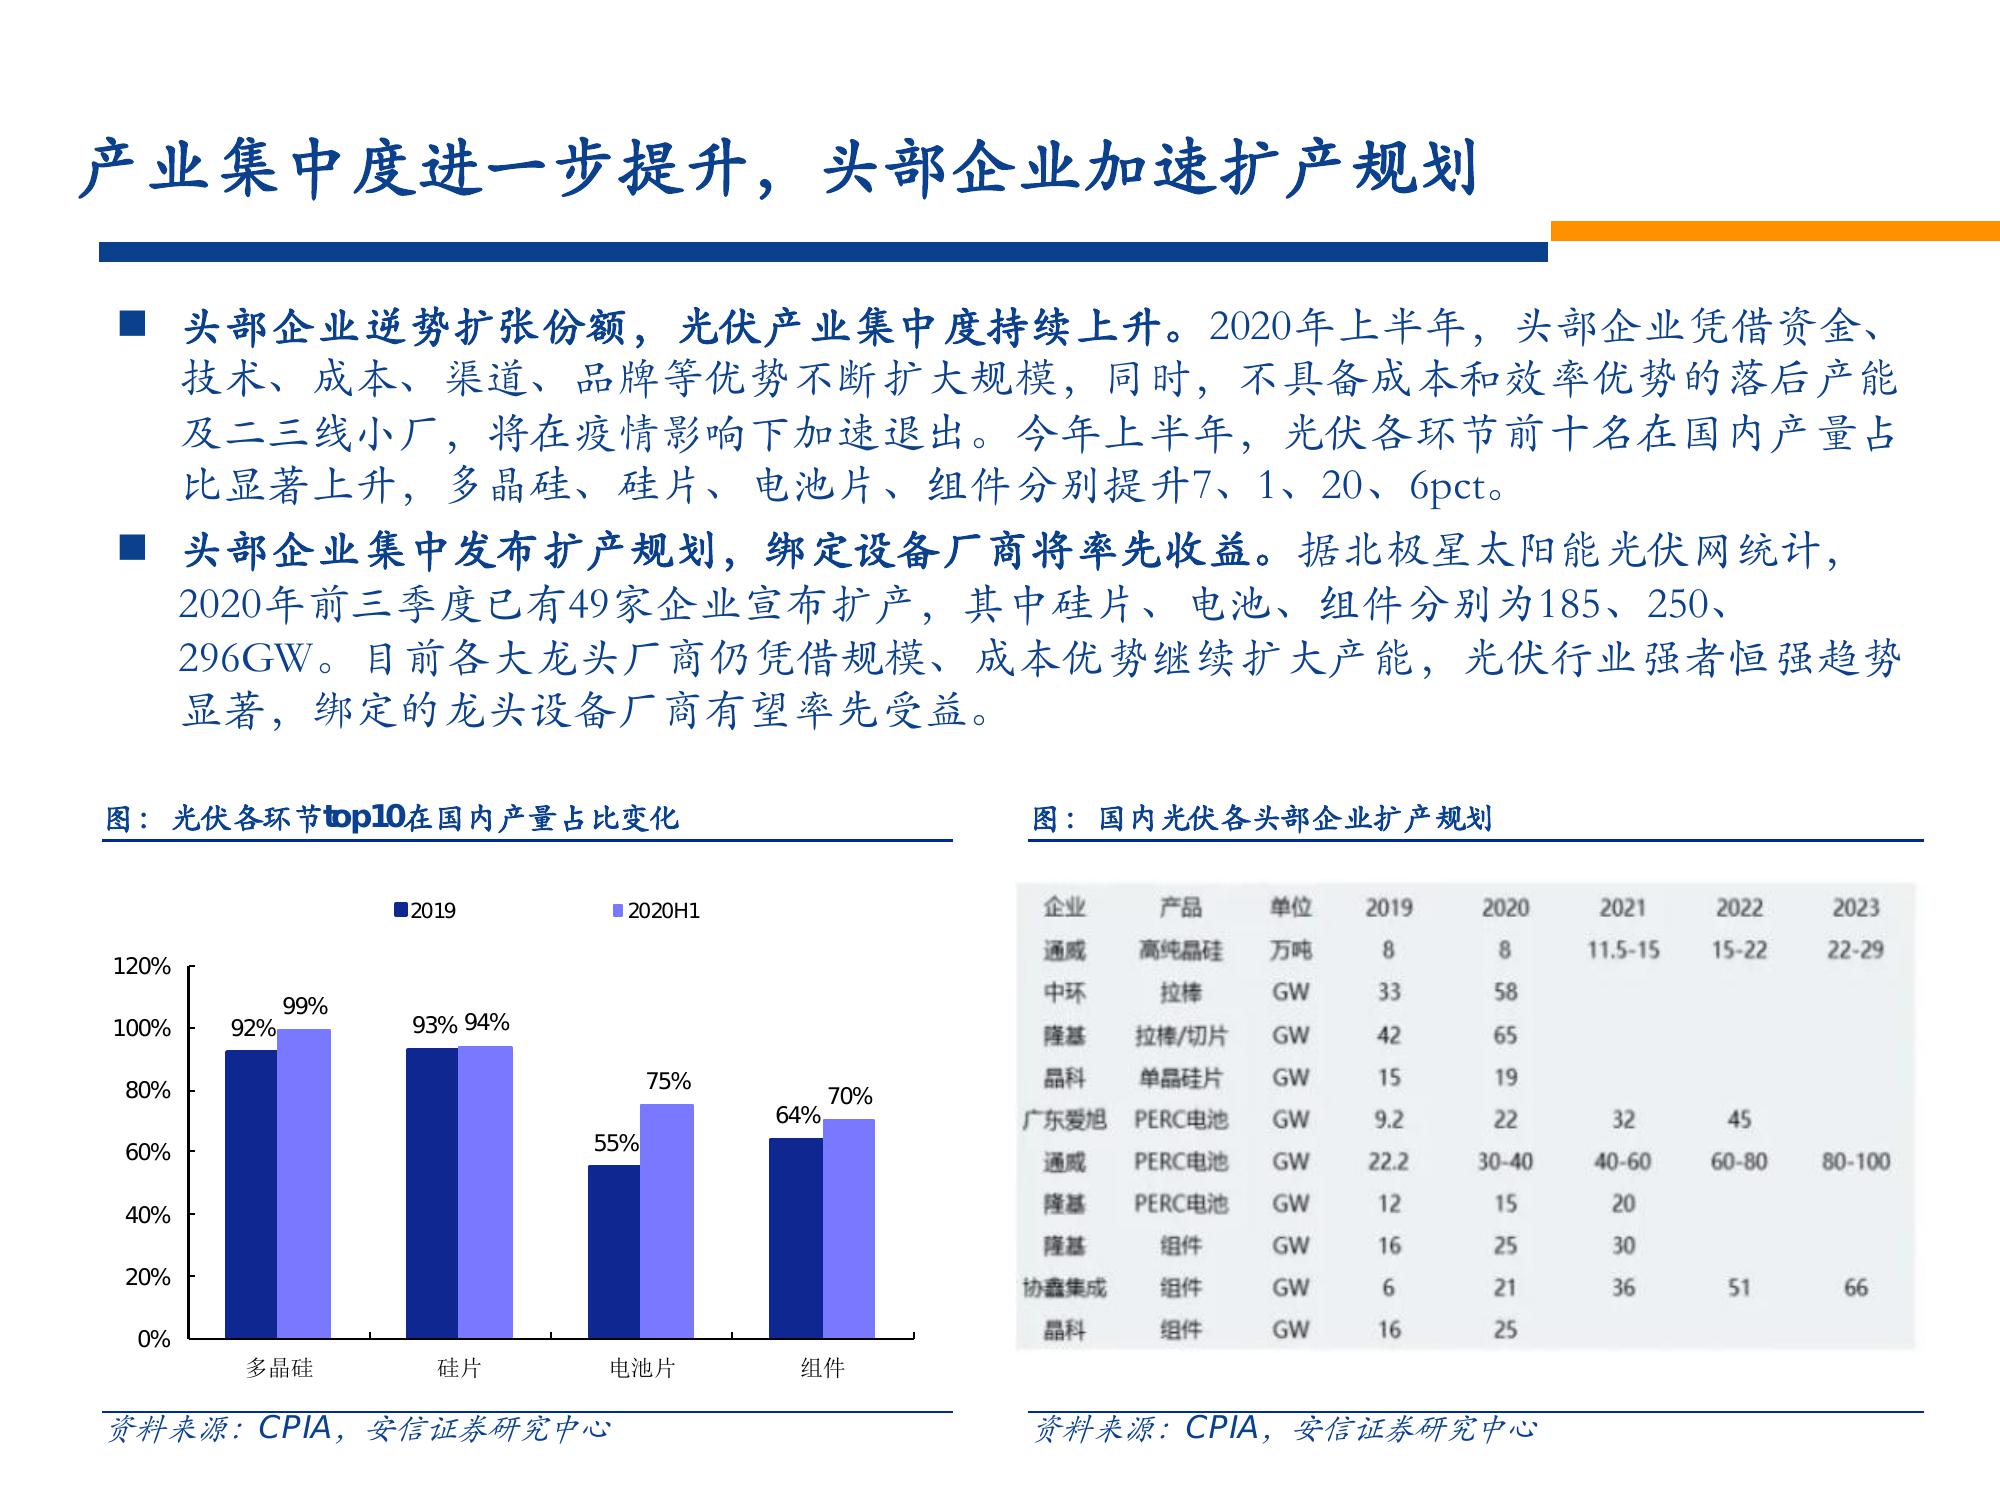 产业集中度进一步提升，头部企业加速扩产规划
■ 头部企业逆势扩张份额，光伏产业集中度持续上升。2020年上半年，头部企业凭借资金、
技术、成本、渠道、品牌等优势不断扩大规模，同时，不具备成本和效率优势的落后产能
及二三线小厂，将在疫情影响下加速退出。今年上半年，光伏各环节前十名在国内产量占
比显著上升，多晶硅、硅片、电池片、组件分别提升7、1、20、6pct。
■ 头部企业集中发布扩产规划，绑定设备厂商将率先收益。据北极星太阳能光伏网统计，
2020年前三季度已有49家企业宣布扩产，其中硅片、电池、组件分别为185、250、
296GW。目前各大龙头厂商仍凭借规模、成本优势继续扩大产能，光伏行业强者恒强趋势
显著，绑定的龙头设备厂商有望率先受益。
图：光伏各环节top10在国内产量占比变化
2019 2020H1
120%
100%
80%
60%
40%
20%
0%
92% 99% 93% 94% 55% 75% 64% 70%
多晶硅 硅片 电池片 组件
资料来源：CPIA，安信证券研究中心
图：国内光伏各头部企业扩产规划
企业 产品 单位 2019 2020 2021 2022 2023
通威 高纯晶硅 万吨 8 8 11.5-15 15-22 22-29
中环 拉棒 GW 33 58
隆基 拉棒/切片 GW 42 65
晶科 单晶硅片 GW 15 19
广东爱旭 PERC电池 GW 9.2 22 32 45
通威 PERC电池 GW 22.2 30-40 40-60 60-80 80-100
隆基 PERC电池 GW 12 15 20
隆基 组件 GW 16 25 30
协鑫集成 组件 GW 6 21 36 51 66
晶科 组件 GW 16 25
资料来源：CPIA，安信证券研究中心